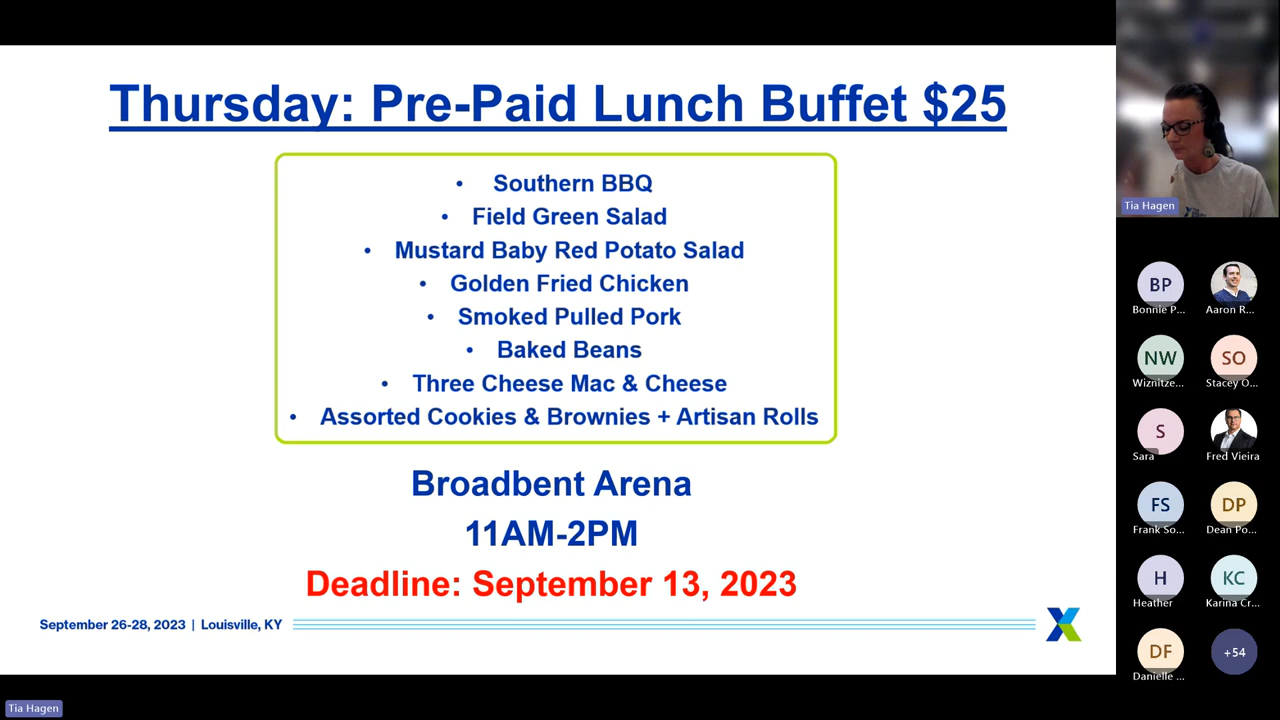 Thursday: Pre-Paid Lunch Buffet $25
• Southern BBQ
• Field Green Salad
• Mustard Baby Red Potato Salad
• Golden Fried Chicken
• Smoked Pulled Pork
• Baked Beans
• Three Cheese Mac & Cheese
• Assorted Cookies & Brownies + Artisan Rolls
Broadbent Arena
11AM-2PM
Deadline: September 13, 2023
September 26-28, 2023 | Louisville, KY
Tia Hagen
Tia Hagen
BP
Bonnie P...
Aaron R...
NW
Wiznitze...
SO
Stacey O...
S
Sara
Fred Vieira
FS
Frank So...
DP
Dean Po...
H
Heather
KC
Karina Cr...
DF
Danielle ...
+54